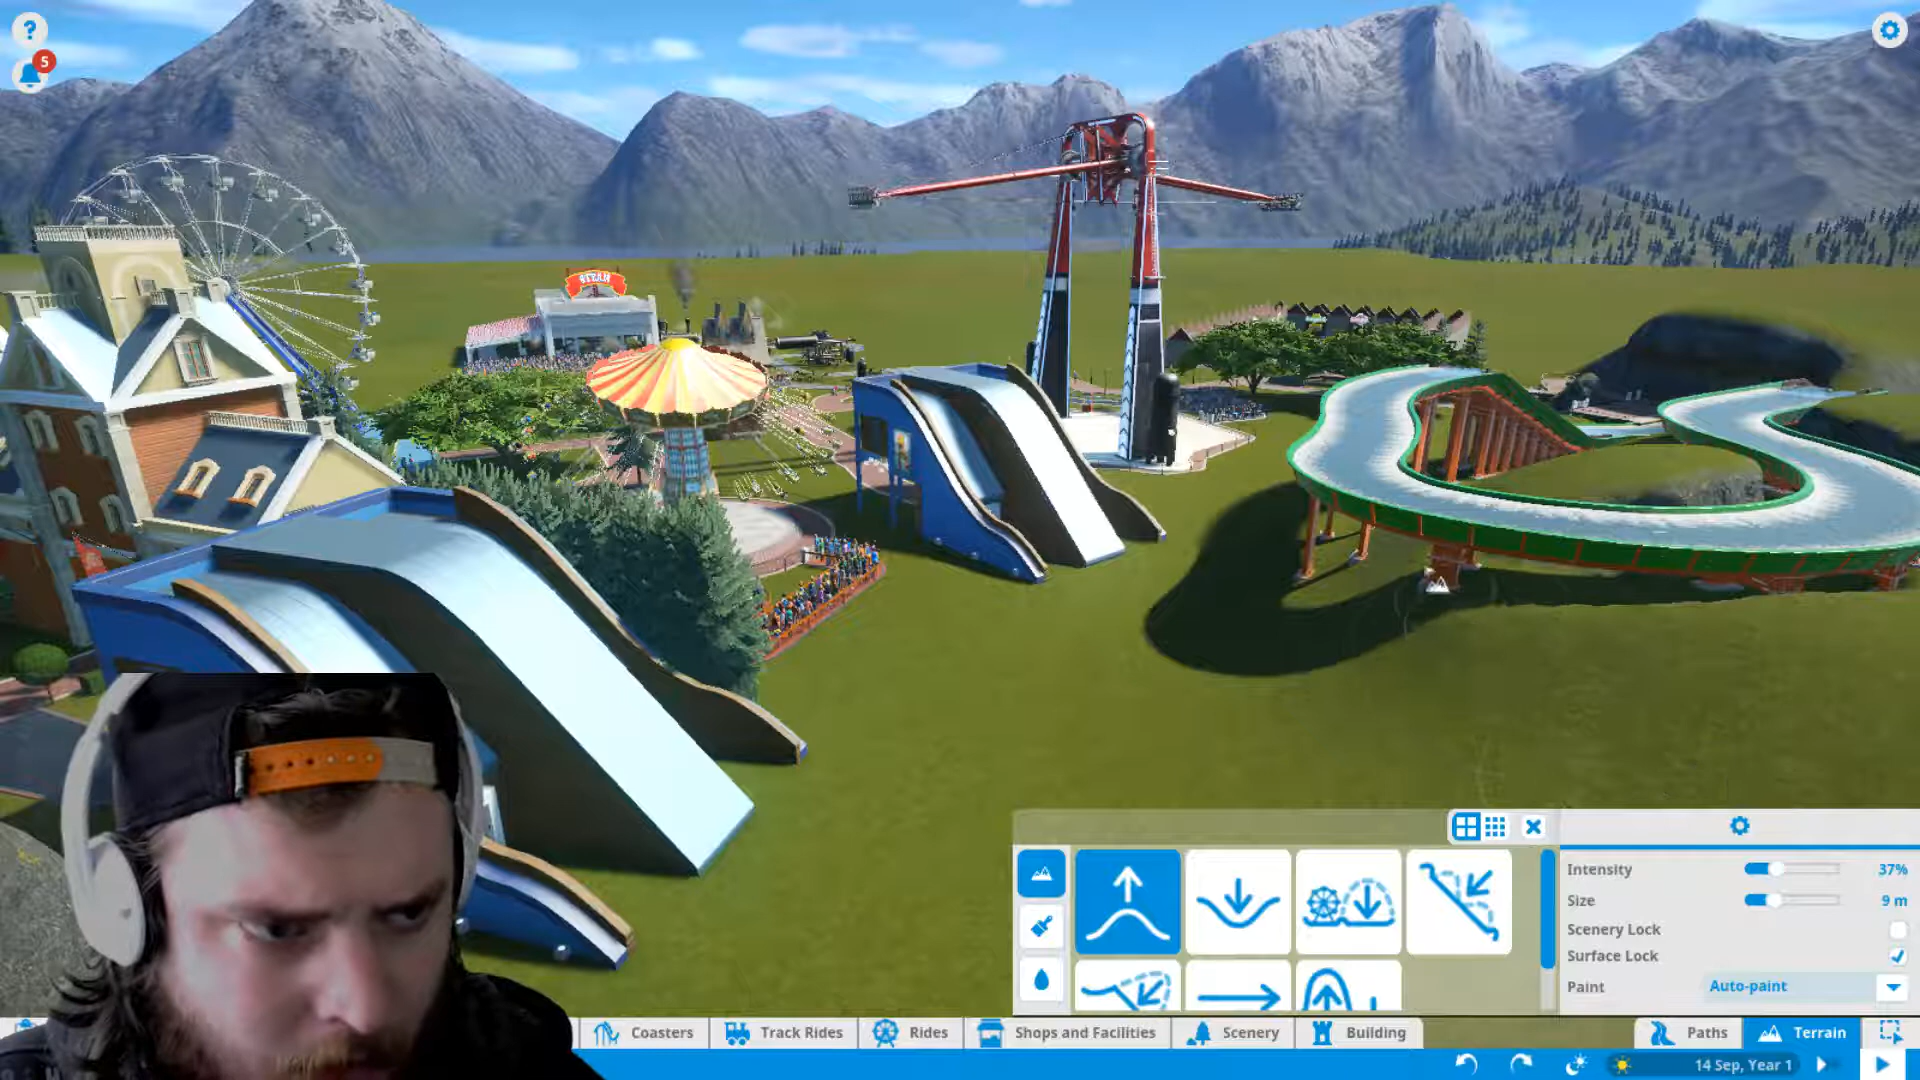 ?
5
STEAM
Intensity 37%
Size 9 m
Scenery Lock
Surface Lock
Paint Auto-paint
Coasters Track Rides Rides Shops and Facilities Scenery Building Paths Terrain
14 Sep, Year 1